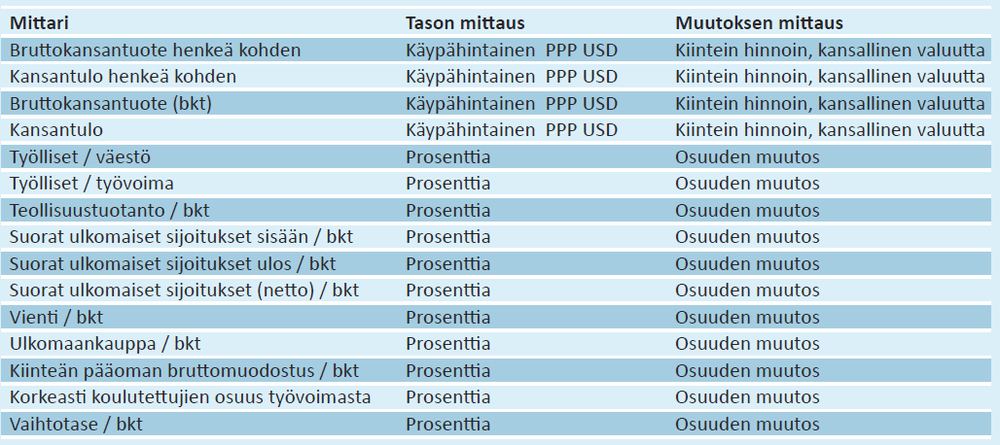 Mittari Tason mittaus Muutoksen mittaus
Bruttokansantuote henkeä kohden Käypähintainen PPP USD Kiintein hinnoin, kansallinen valuutta
Kansantulo henkeä kohden Käypähintainen PPP USD Kiintein hinnoin, kansallinen valuutta
Bruttokansantuote (bkt) Käypähintainen PPP USD Kiintein hinnoin, kansallinen valuutta
Kansantulo Käypähintainen PPP USD Kiintein hinnoin, kansallinen valuutta
Työlliset / väestö Prosenttia Osuuden muutos
Työlliset / työvoima Prosenttia Osuuden muutos
Teollisuustuotanto / bkt Prosenttia Osuuden muutos
Suorat ulkomaiset sijoitukset sisään / bkt Prosenttia Osuuden muutos
Suorat ulkomaiset sijoitukset ulos / bkt Prosenttia Osuuden muutos
Suorat ulkomaiset sijoitukset (netto) / bkt Prosenttia Osuuden muutos
Vienti / bkt Prosenttia Osuuden muutos
Ulkomaankauppa / bkt Prosenttia Osuuden muutos
Kiinteän pääoman bruttomuodostus / bkt Prosenttia Osuuden muutos
Korkeasti koulutettujien osuus työvoimasta Prosenttia Osuuden muutos
Vaihtotase / bkt Prosenttia Osuuden muutos